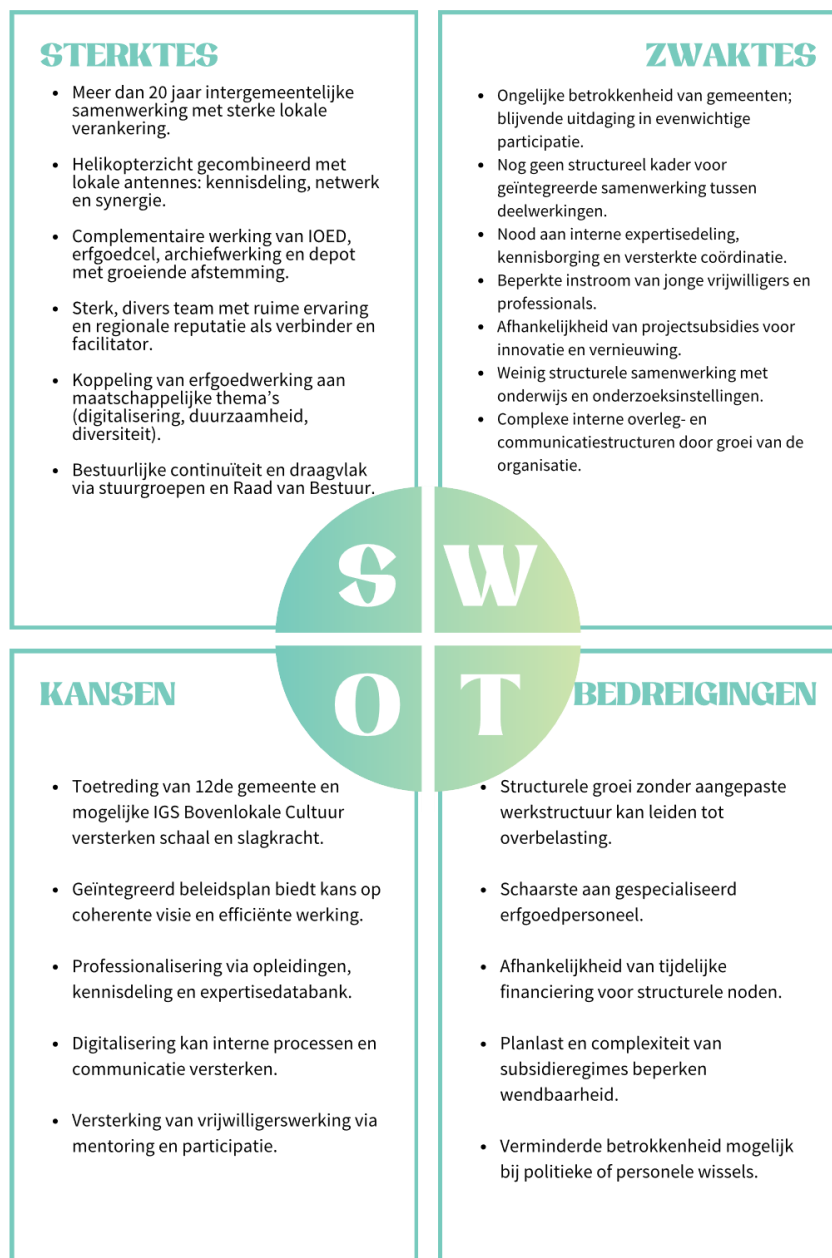 STERKTES
• Meer dan 20 jaar intergemeentelijke
samenwerking met sterke lokale
verankering.
• Helikopterzicht gecombineerd met
lokale antennes: kennisdeling, netwerk
en synergie.
• Complementaire werking van IOED,
erfgoedcel, archiefwerking en depot
met groeiende afstemming.
• Sterk, divers team met ruime ervaring
en regionale reputatie als verbinder en
facilitator.
• Koppeling van erfgoedwerking aan
maatschappelijke thema’s
(digitalisering, duurzaamheid,
diversiteit).
• Bestuurlijke continuïteit en draagvlak
via stuurgroepen en Raad van Bestuur.
ZWAKTES
• Ongelijke betrokkenheid van gemeenten;
blijvende uitdaging in evenwichtige
participatie.
• Nog geen structureel kader voor
geïntegreerde samenwerking tussen
deelwerkingen.
• Nood aan interne expertisedeling,
kennisborging en versterkte coördinatie.
• Beperkte instroom van jonge vrijwilligers en
professionals.
• Afhankelijkheid van projectsubsidies voor
innovatie en vernieuwing.
• Weinig structurele samenwerking met
onderwijs en onderzoeksinstellingen.
• Complexe interne overleg- en
communicatiestructuren door groei van de
organisatie.
S W
O T
KANSEN
• Toetreding van 12de gemeente en
mogelijke IGS Bovenlokale Cultuur
versterken schaal en slagkracht.
• Geïntegreerd beleidsplan biedt kans op
coherente visie en efficiënte werking.
• Professionalisering via opleidingen,
kennisdeling en expertisedatabank.
• Digitalisering kan interne processen en
communicatie versterken.
• Versterking van vrijwilligerswerking via
mentoring en participatie.
BEDREIGINGEN
• Structurele groei zonder aangepaste
werkstructuur kan leiden tot
overbelasting.
• Schaarste aan gespecialiseerd
erfgoedpersoneel.
• Afhankelijkheid van tijdelijke
financiering voor structurele noden.
• Planlast en complexiteit van
subsidieregimes beperken
wendbaarheid.
• Verminderde betrokkenheid mogelijk
bij politieke of personele wissels.